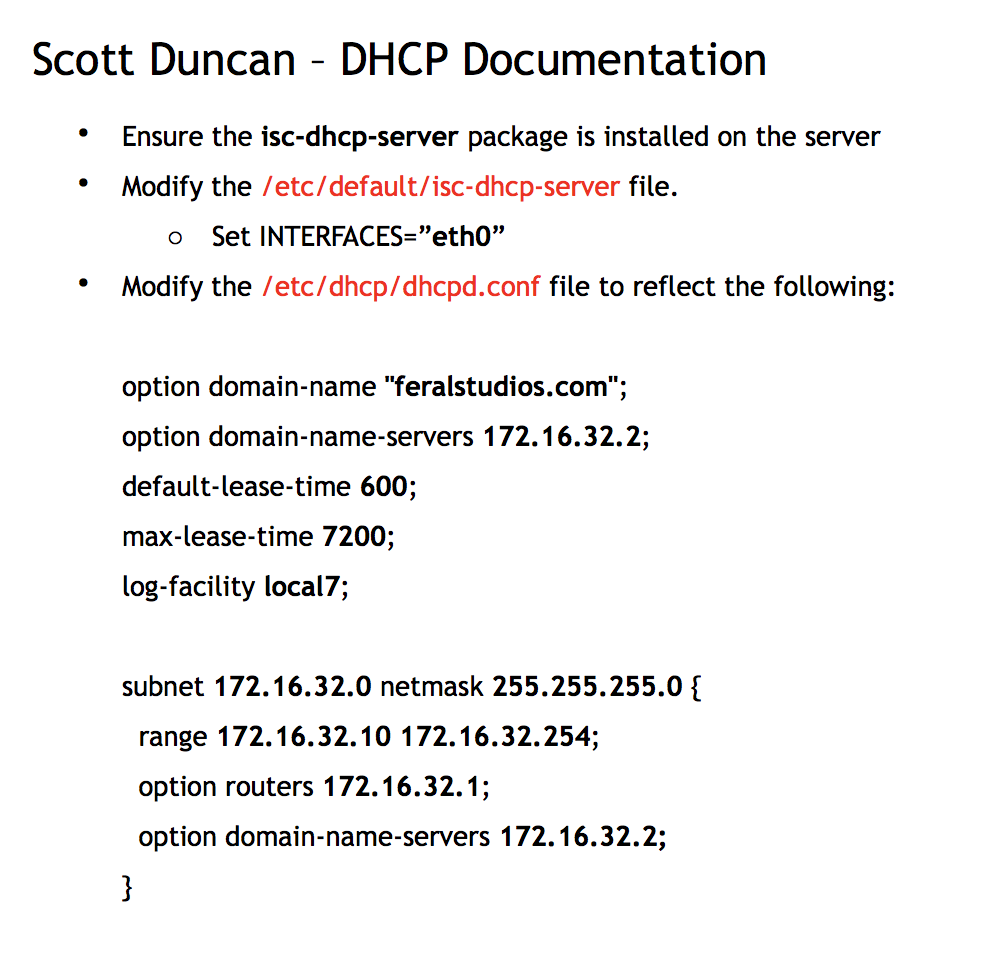 Scott Duncan – DHCP Documentation
• Ensure the isc-dhcp-server package is installed on the server
• Modify the /etc/default/isc-dhcp-server file.
○ Set INTERFACES=”eth0”
• Modify the /etc/dhcp/dhcpd.conf file to reflect the following:
option domain-name "feralstudios.com";
option domain-name-servers 172.16.32.2;
default-lease-time 600;
max-lease-time 7200;
log-facility local7;
subnet 172.16.32.0 netmask 255.255.255.0 {
range 172.16.32.10 172.16.32.254;
option routers 172.16.32.1;
option domain-name-servers 172.16.32.2;
}